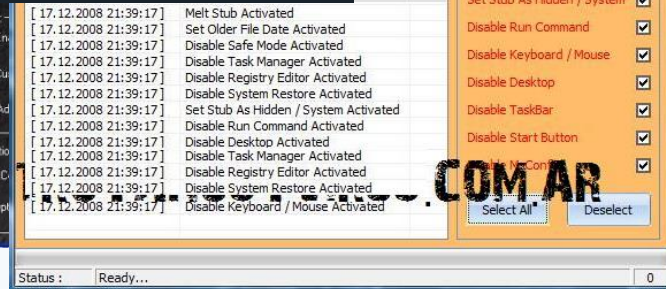 Set Stub As Hidden / System
[ 17.12.2008 21:39:17 ] Melt Stub Activated
[ 17.12.2008 21:39:17 ] Set Older File Date Activated
Disable Run Command
[ 17.12.2008 21:39:17 ] Disable Safe Mode Activated
[ 17.12.2008 21:39:17 ] Disable Task Manager Activated
Disable Keyboard / Mouse
[ 17.12.2008 21:39:17 ] Disable Registry Editor Activated
[ 17.12.2008 21:39:17 ] Disable System Restore Activated
Disable Desktop
[ 17.12.2008 21:39:17 ] Set Stub As Hidden / System Activated
Disable TaskBar
[ 17.12.2008 21:39:17 ] Disable Run Command Activated
[ 17.12.2008 21:39:17 ] Disable Desktop Activated
Disable Start Button
[ 17.12.2008 21:39:17 ] Disable Task Manager Activated
[ 17.12.2008 21:39:17 ] Disable Registry Editor Activated
[ 17.12.2008 21:39:17 ] Disable System Restore Activated
.COM.AR
[ 17.12.2008 21:39:17 ] Disable Keyboard / Mouse Activated
Select All Deselect
Status : Ready... 0